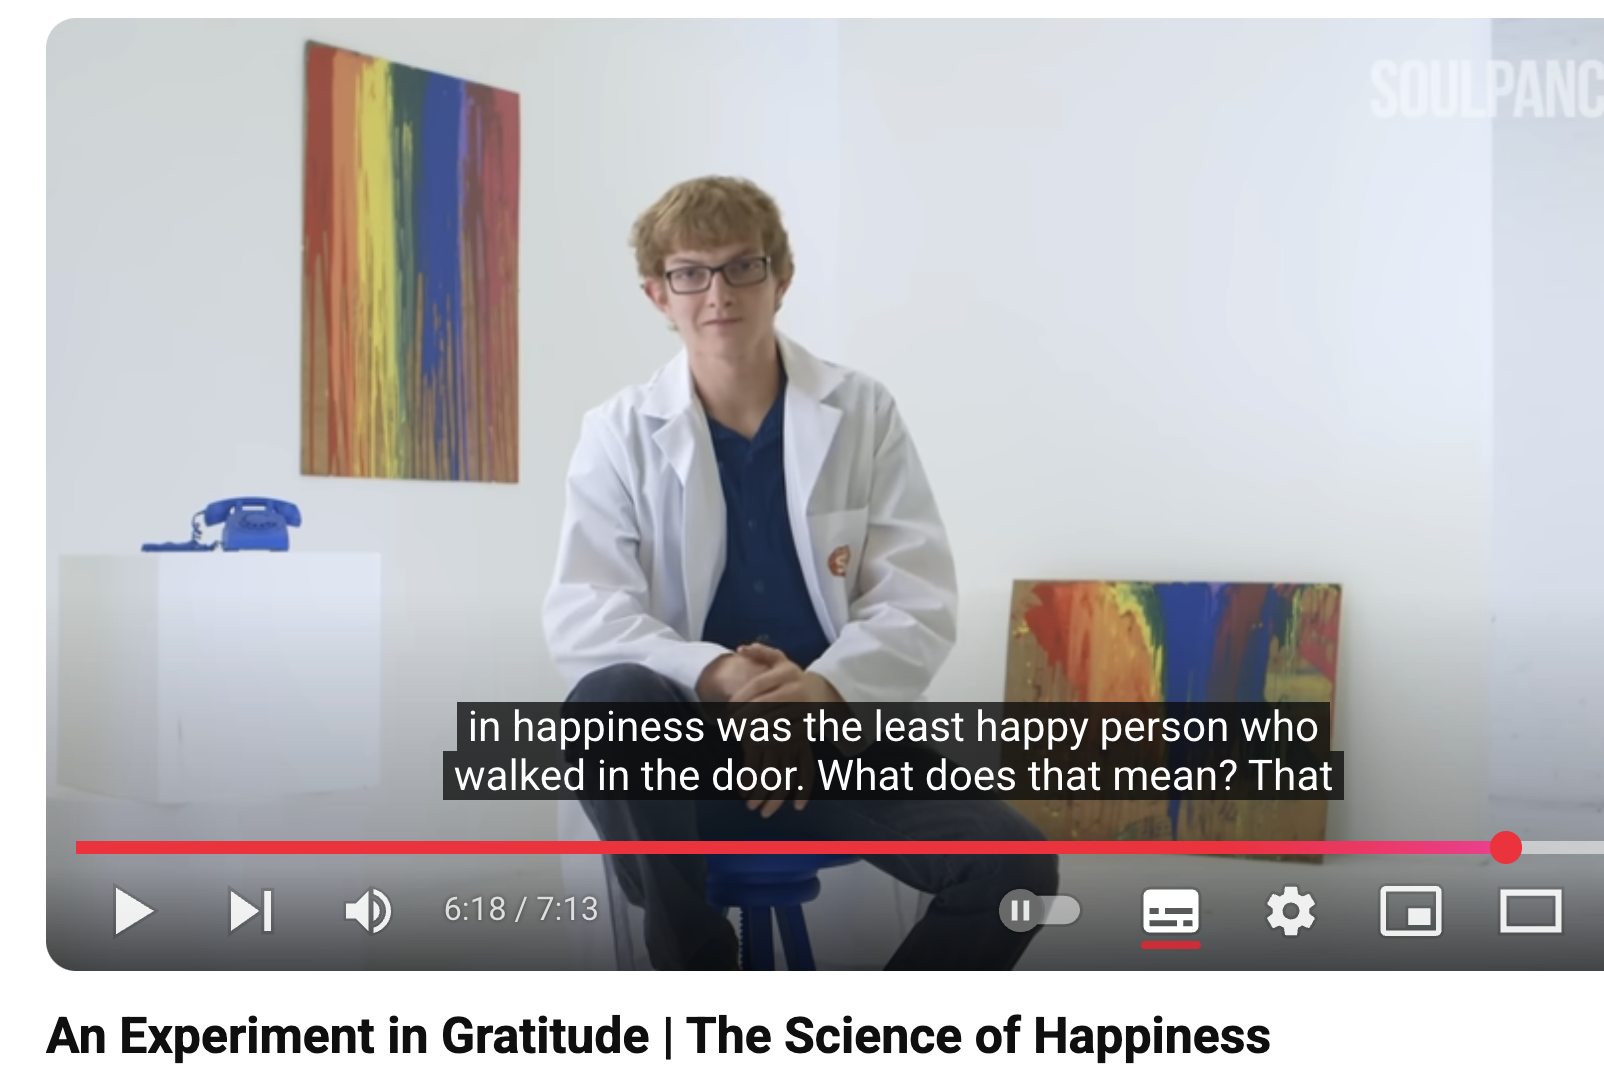 SOULPANC
S
in happiness was the least happy person who
walked in the door. What does that mean? That
6:18 / 7:13
An Experiment in Gratitude | The Science of Happiness